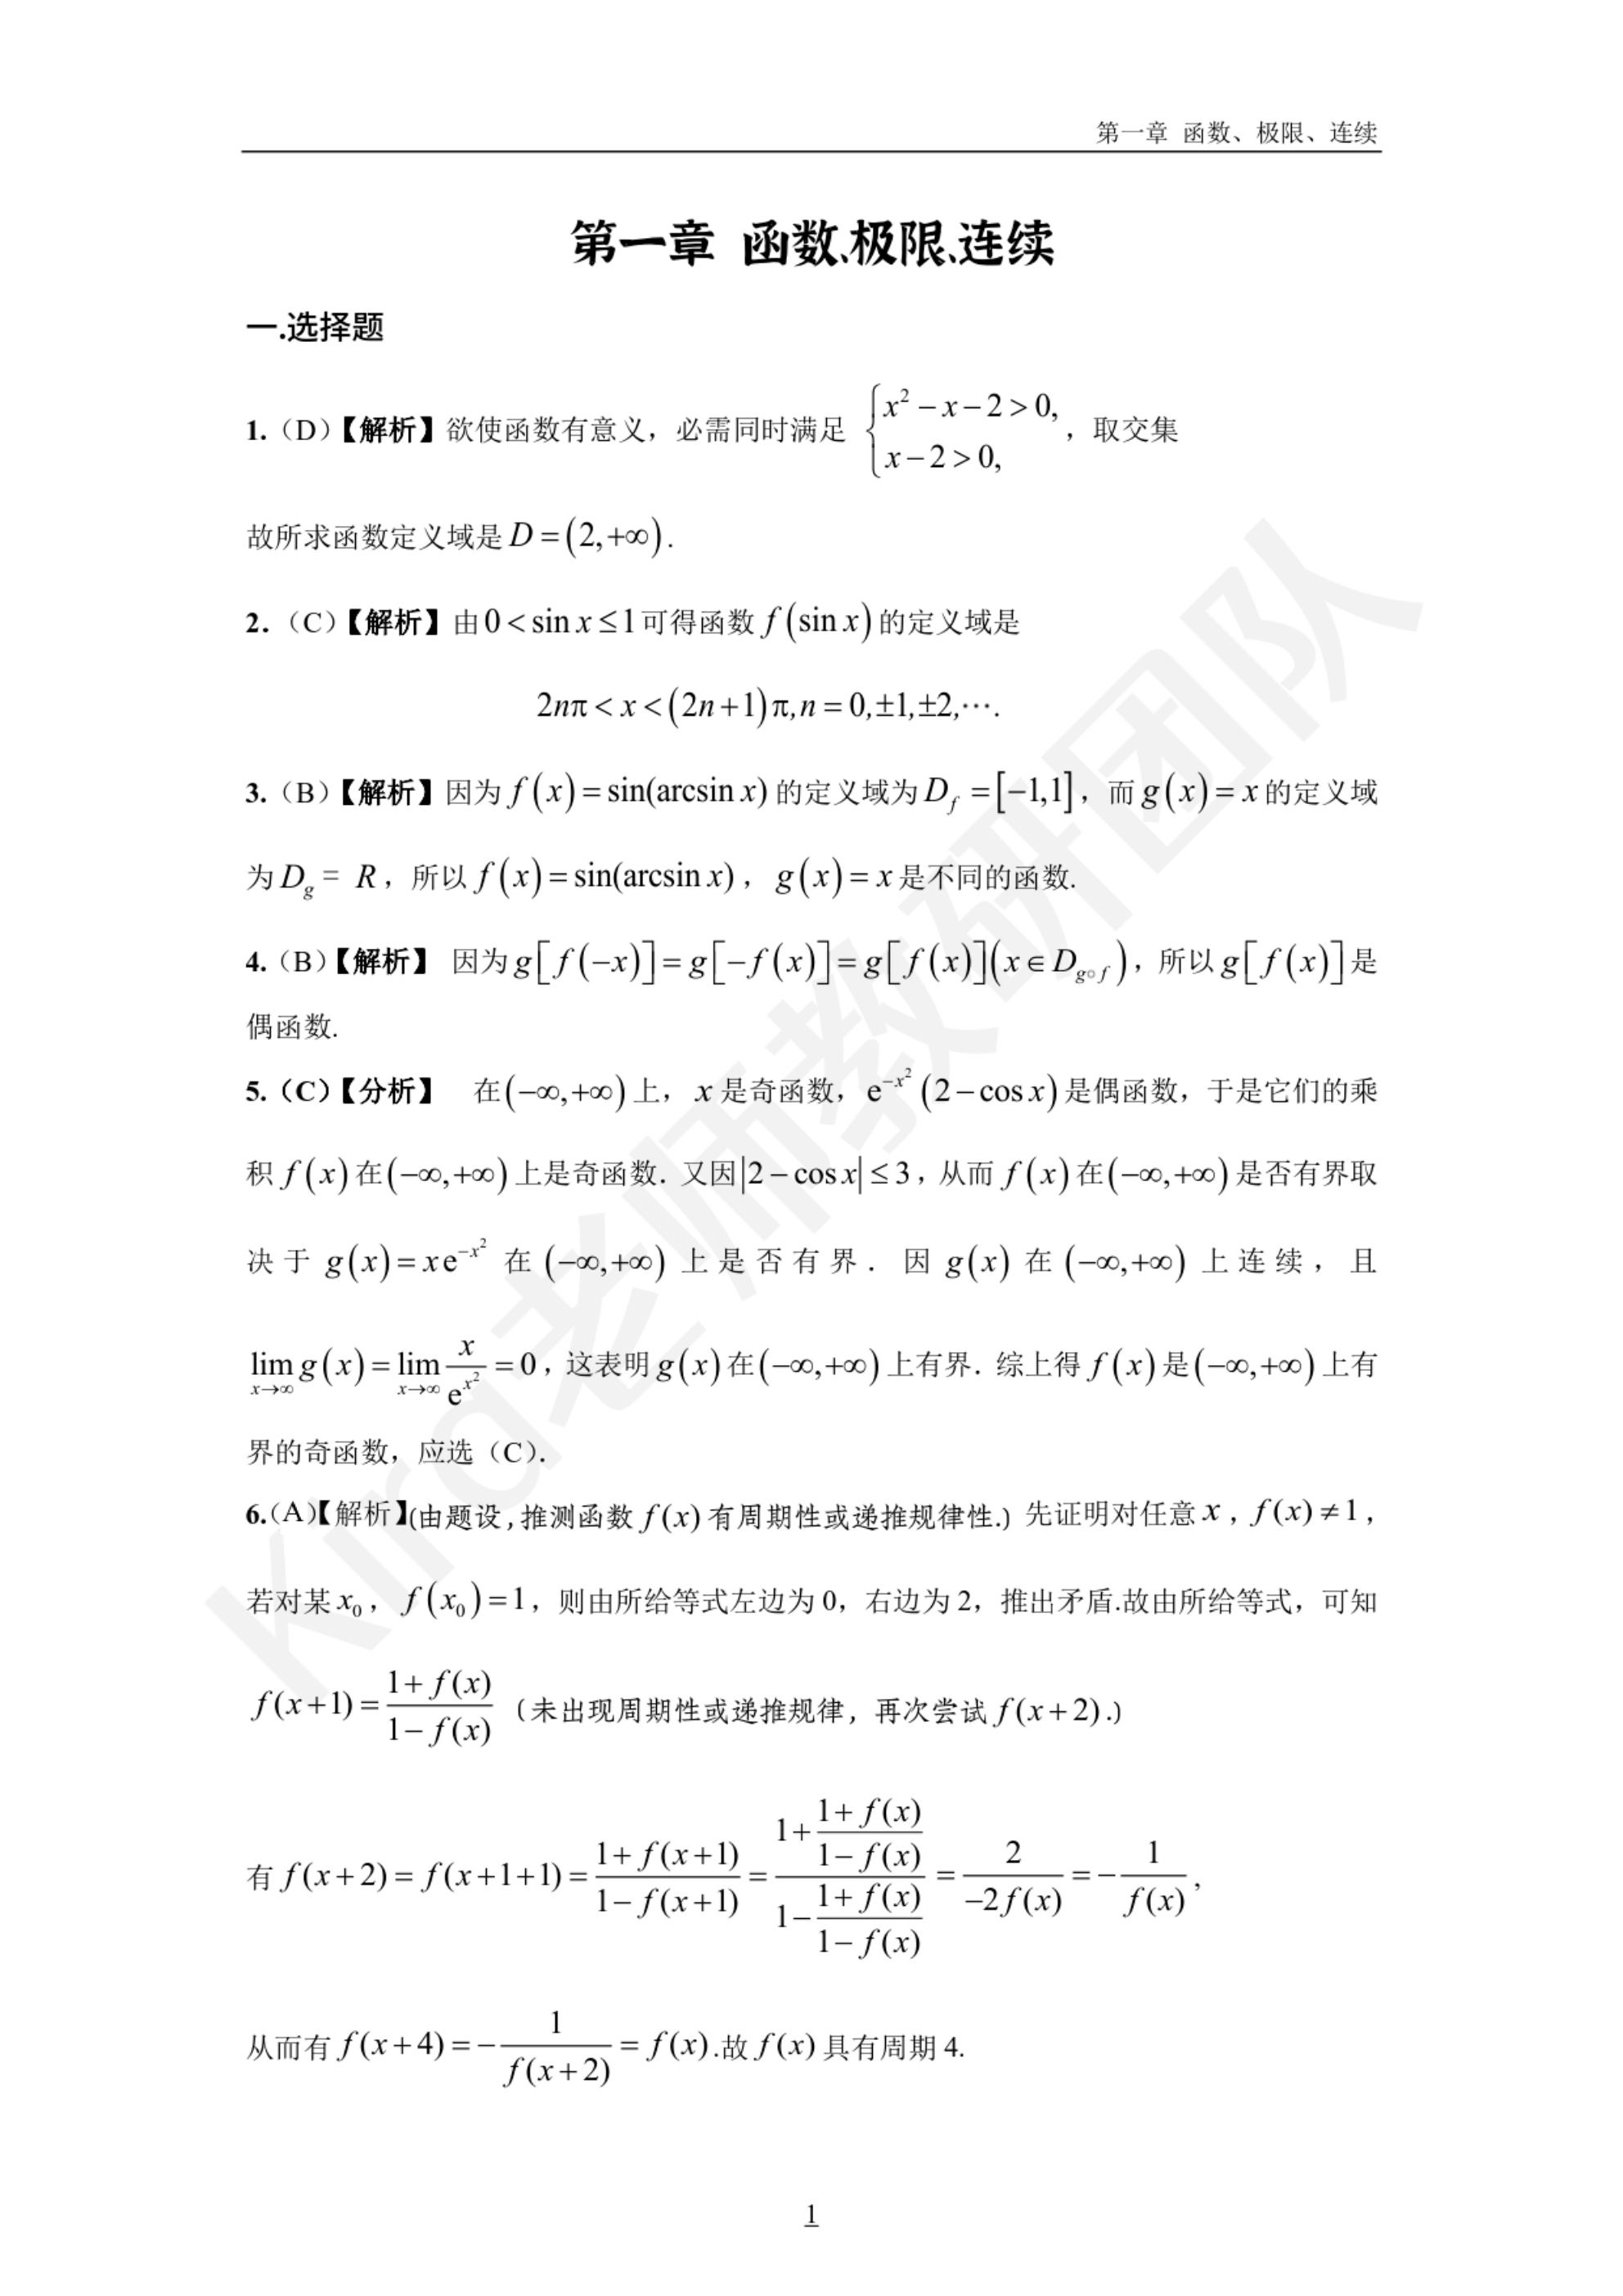 第一章 函数、极限、连续
第一章 函数、极限、连续
一.选择题
1.（D）【解析】欲使函数有意义，必需同时满足 {x² − x − 2 > 0, x − 2 > 0, ，取交集
故所求函数定义域是 D = (2,+∞).
2.（C）【解析】由 0 < sin x ≤ 1 可得函数 f(sin x) 的定义域是
2nπ < x < (2n+1)π, n = 0,±1,±2,⋯.
3.（B）【解析】因为 f(x) = sin(arcsin x) 的定义域为 D_f = [−1,1]，而 g(x) = x 的定义域
为 D_g = R，所以 f(x) = sin(arcsin x)，g(x) = x 是不同的函数.
4.（B）【解析】 因为 g[f(−x)] = g[−f(x)] = g[f(x)](x ∈ D_{g∘f})，所以 g[f(x)] 是
偶函数.
5.（C）【分析】 在 (−∞,+∞) 上，x 是奇函数，e^{−x²}(2 − cos x) 是偶函数，于是它们的乘
积 f(x) 在 (−∞,+∞) 上是奇函数．又因 |2 − cos x| ≤ 3，从而 f(x) 在 (−∞,+∞) 是否有界取
决于 g(x) = xe^{−x²} 在 (−∞,+∞) 上是否有界．因 g(x) 在 (−∞,+∞) 上连续，且
lim_{x→∞} g(x) = lim_{x→∞} x/e^{x²} = 0，这表明 g(x) 在 (−∞,+∞) 上有界．综上得 f(x) 是 (−∞,+∞) 上有
界的奇函数，应选（C）.
6.(A)【解析】(由题设,推测函数 f(x) 有周期性或递推规律性.) 先证明对任意 x，f(x) ≠ 1，
若对某 x₀，f(x₀) = 1，则由所给等式左边为 0，右边为 2，推出矛盾.故由所给等式，可知
f(x+1) = (1+f(x))/(1−f(x)) （未出现周期性或递推规律，再次尝试 f(x+2).）
有 f(x+2) = f(x+1+1) = (1+f(x+1))/(1−f(x+1)) = (1+(1+f(x))/(1−f(x)))/(1−(1+f(x))/(1−f(x))) = 2/(−2f(x)) = −1/f(x),
从而有 f(x+4) = −1/f(x+2) = f(x).故 f(x) 具有周期 4.
1
Kira老师教研团队